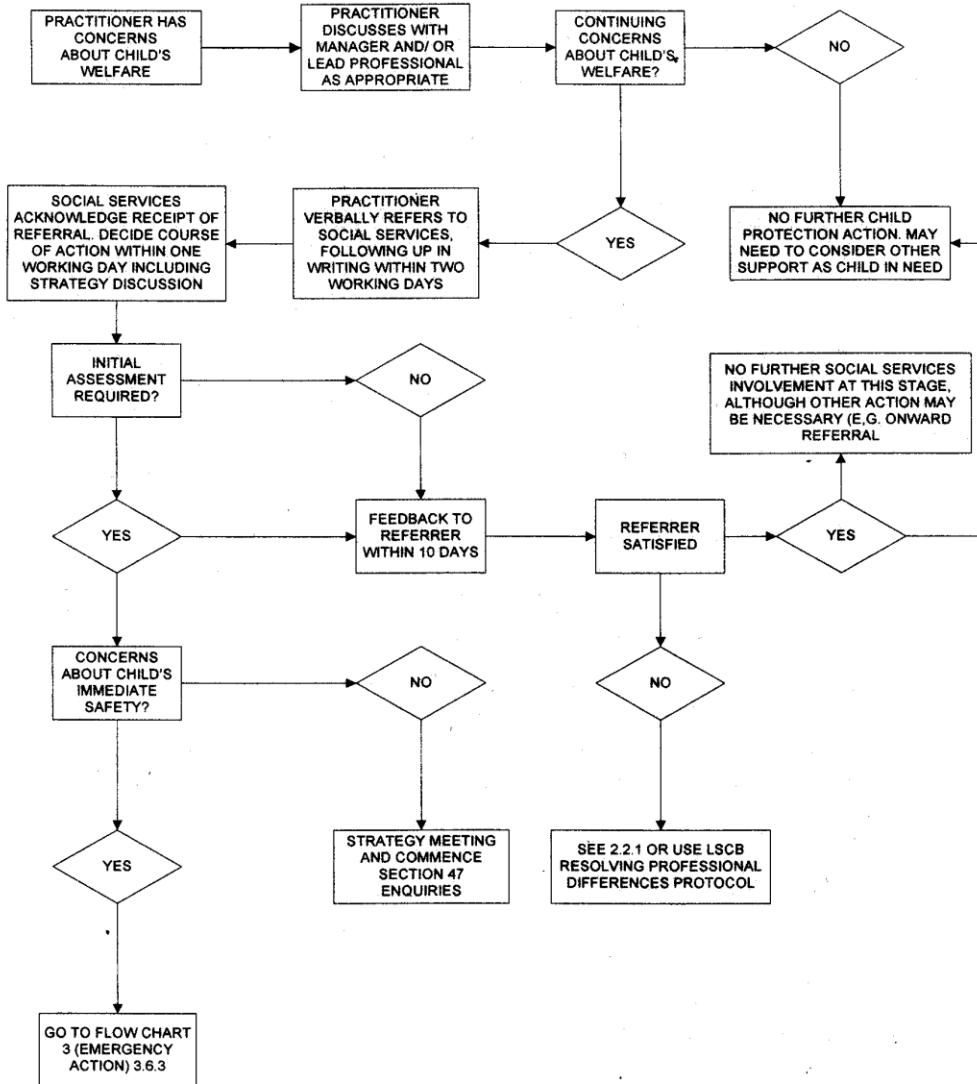 PRACTITIONER HAS
CONCERNS
ABOUT CHILD'S
WELFARE
PRACTITIONER
DISCUSSES WITH
MANAGER AND/ OR
LEAD PROFESSIONAL
AS APPROPRIATE
CONTINUING
CONCERNS
ABOUT CHILD'S
WELFARE?
NO
SOCIAL SERVICES
ACKNOWLEDGE RECEIPT OF
REFERRAL. DECIDE COURSE
OF ACTION WITHIN ONE
WORKING DAY INCLUDING
STRATEGY DISCUSSION
PRACTITIONER
VERBALLY REFERS TO
SOCIAL SERVICES,
FOLLOWING UP IN
WRITING WITHIN TWO
WORKING DAYS
YES
NO FURTHER CHILD
PROTECTION ACTION. MAY
NEED TO CONSIDER OTHER
SUPPORT AS CHILD IN NEED
INITIAL
ASSESSMENT
REQUIRED?
NO
NO FURTHER SOCIAL SERVICES
INVOLVEMENT AT THIS STAGE,
ALTHOUGH OTHER ACTION MAY
BE NECESSARY (E,G. ONWARD
REFERRAL
YES
FEEDBACK TO
REFERRER
WITHIN 10 DAYS
REFERRER
SATISFIED
YES
CONCERNS
ABOUT CHILD'S
IMMEDIATE
SAFETY?
NO
NO
YES
STRATEGY MEETING
AND COMMENCE
SECTION 47
ENQUIRIES
SEE 2.2.1 OR USE LSCB
RESOLVING PROFESSIONAL
DIFFERENCES PROTOCOL
GO TO FLOW CHART
3 (EMERGENCY
ACTION) 3.6.3